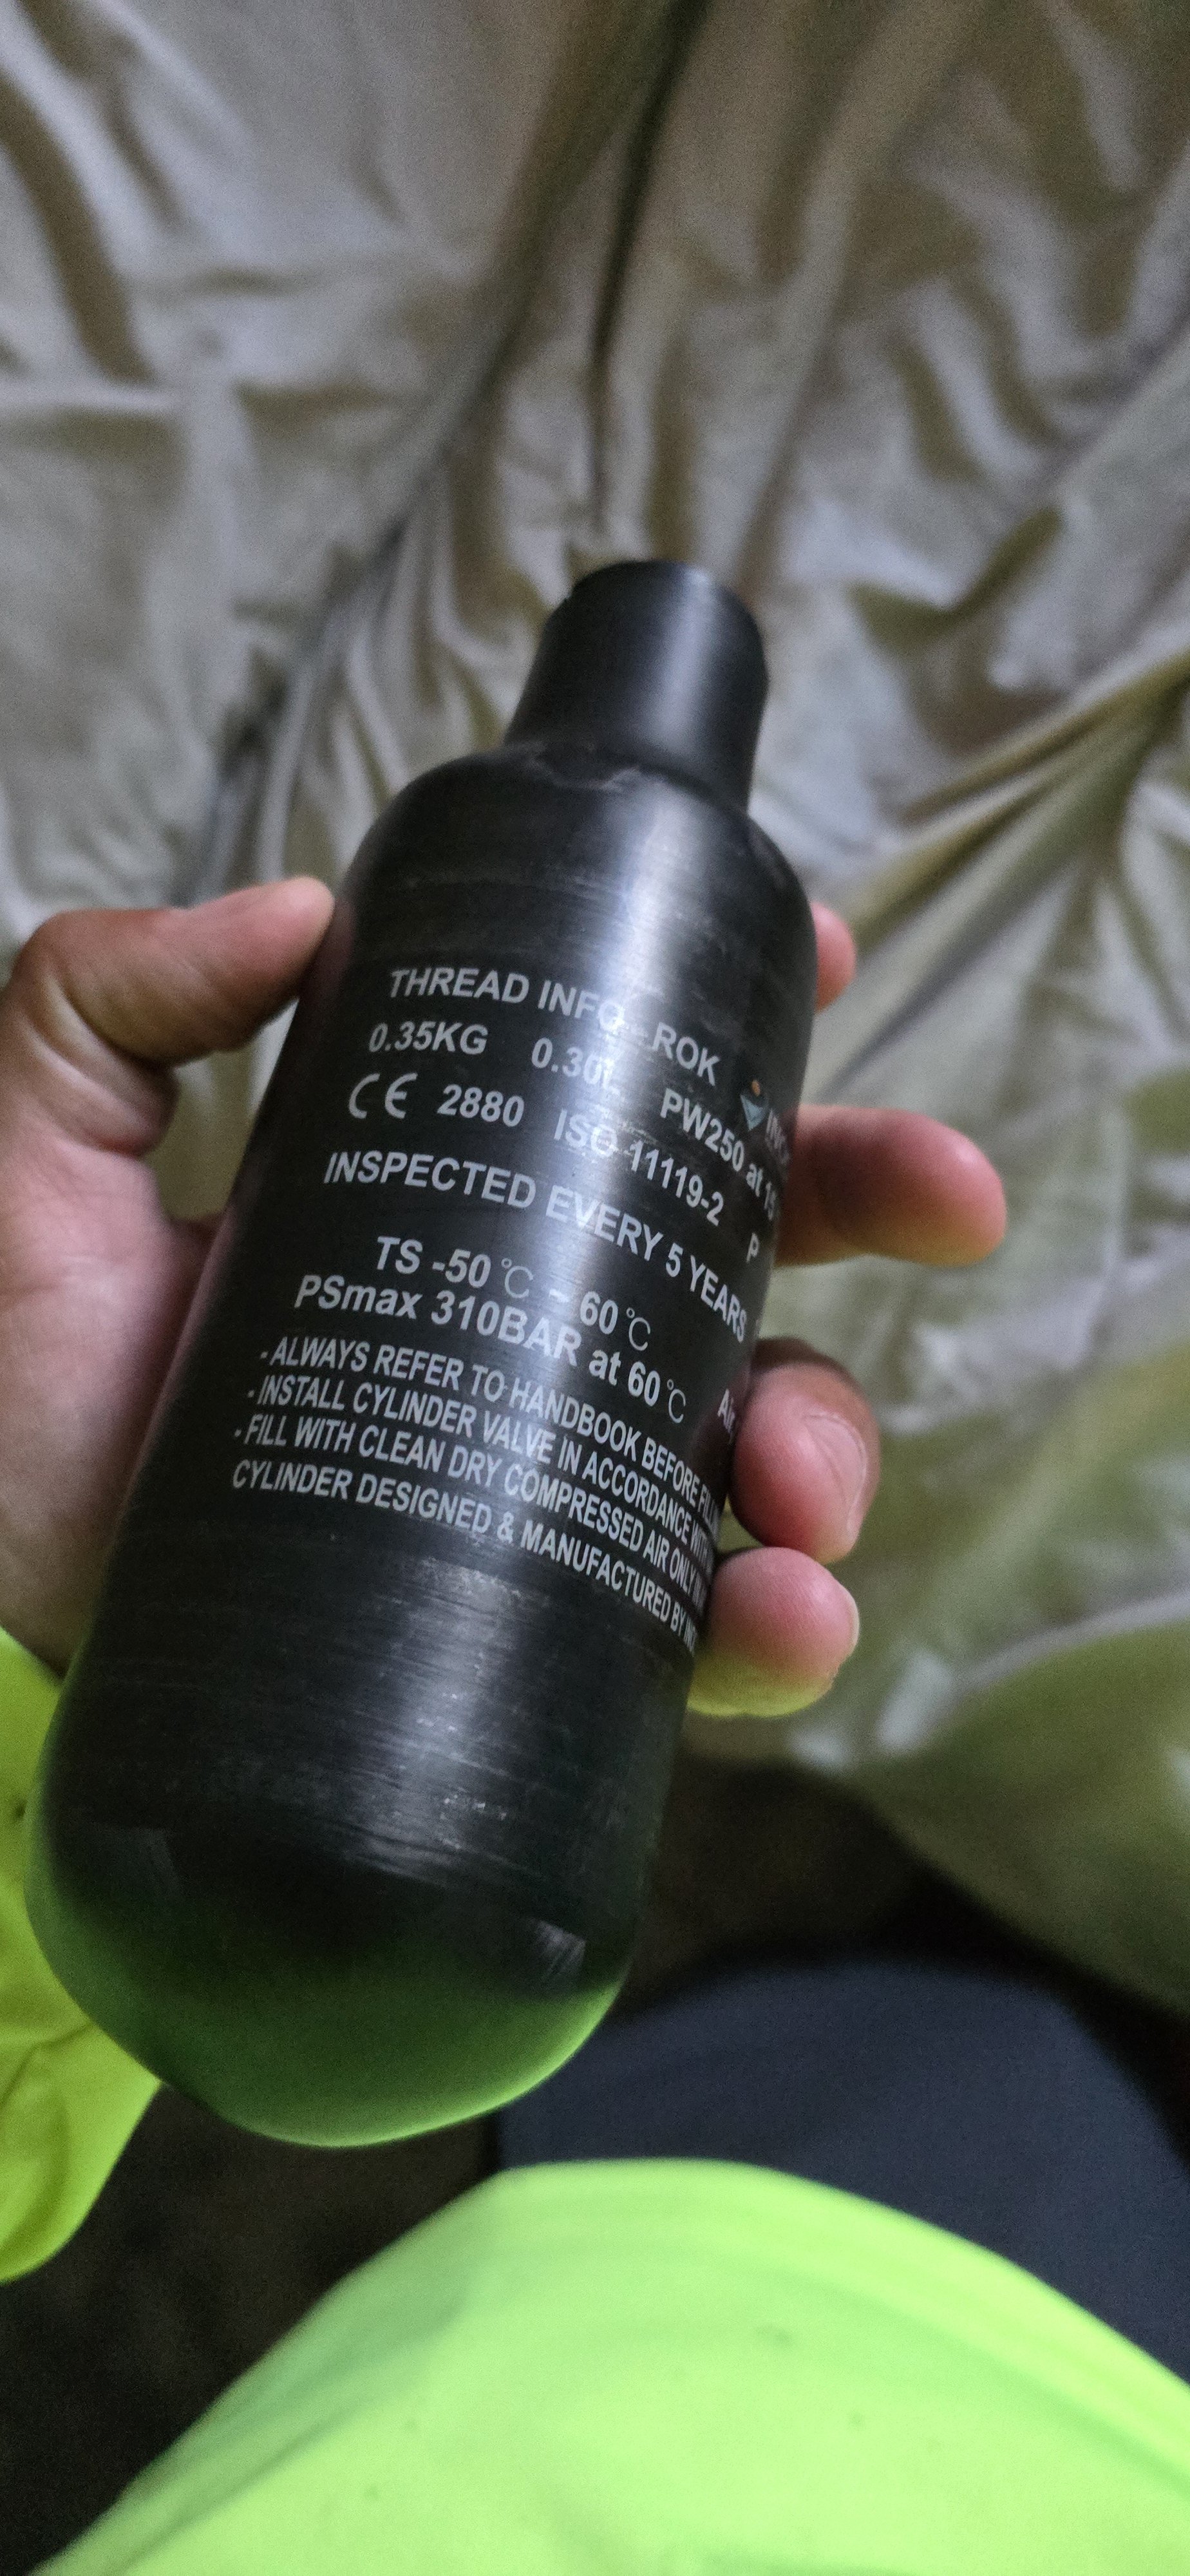 THREAD INFO ROK
0.35KG 0.30L PW250 at 15
CE 2880 ISO 11119-2 P
INSPECTED EVERY 5 YEARS
TS -50℃ ~ 60℃
PSmax 310BAR at 60℃
- ALWAYS REFER TO HANDBOOK BEFORE
- INSTALL CYLINDER VALVE IN ACCORDANCE
- FILL WITH CLEAN DRY COMPRESSED AIR ONLY
CYLINDER DESIGNED & MANUFACTURED BY